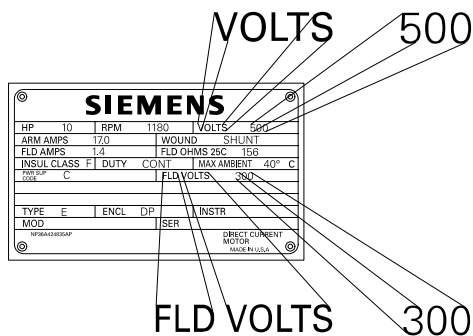 VOLTS 500
SIEMENS
HP 10 RPM 1180 VOLTS 500
ARM AMPS 17.0 WOUND SHUNT
FLD AMPS 1.4 FLD OHMS 25C 156
INSUL CLASS F DUTY CONT MAX AMBIENT 40° C
PWR SUP CODE C FLD VOLTS 300
TYPE E ENCL DP INSTR
MOD SER
NP36A424835AP DIRECT CURRENT
MOTOR
MADE IN U.S.A
FLD VOLTS 300